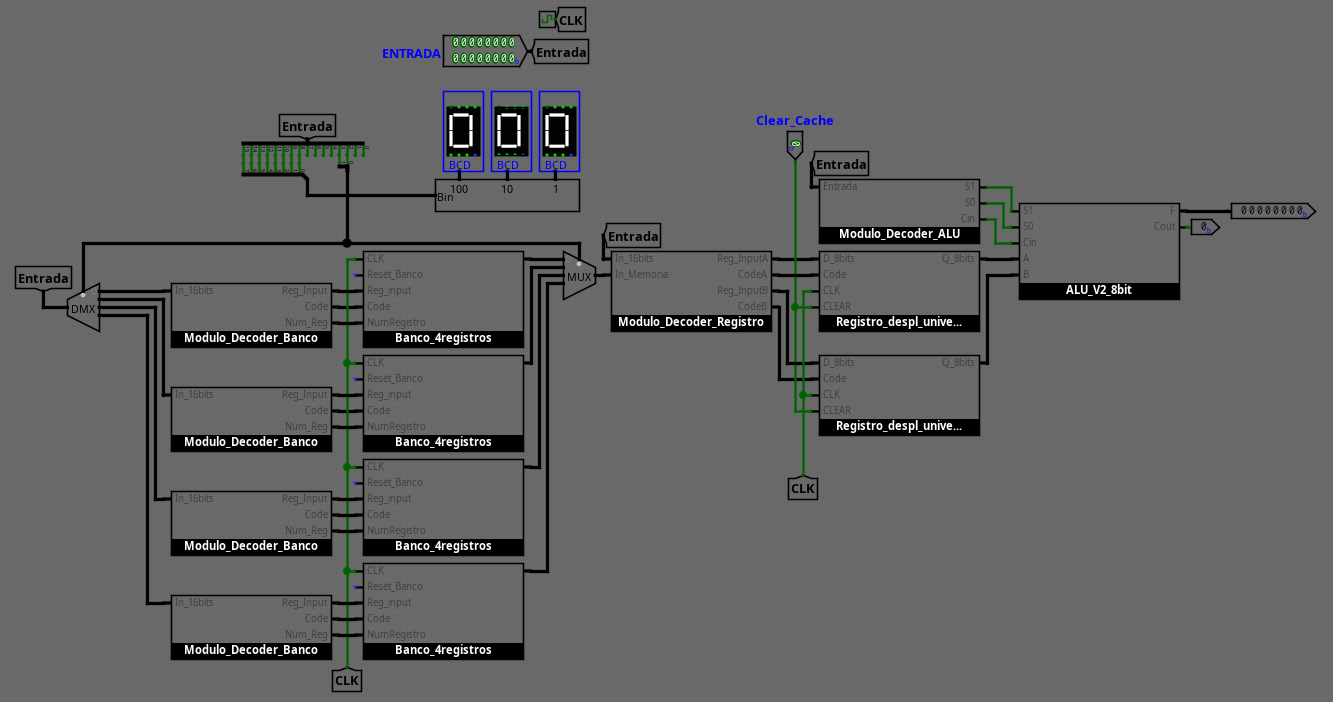 CLK
ENTRADA
00000000
00000000
Entrada
BCD BCD BCD
100 10 1
Bin
Entrada
Clear_Cache
0
Entrada
Entrada S1
S0
Cin
Modulo_Decoder_ALU
S1 F
S0 Cout
Cin
A
B
ALU_V2_8bit
00000000
0
Entrada
DMX
MUX
Entrada
In_16bits Reg_InputA
In_Memoria CodeA
Reg_InputB
CodeB
Modulo_Decoder_Registro
D_8bits Q_8bits
Code
CLK
CLEAR
Registro_despl_unive...
D_8bits Q_8bits
Code
CLK
CLEAR
Registro_despl_unive...
CLK
In_16bits Reg_Input
Code
Num_Reg
Modulo_Decoder_Banco
CLK
Reset_Banco
Reg_input
Code
NumRegistro
Banco_4registros
In_16bits Reg_Input
Code
Num_Reg
Modulo_Decoder_Banco
CLK
Reset_Banco
Reg_input
Code
NumRegistro
Banco_4registros
In_16bits Reg_Input
Code
Num_Reg
Modulo_Decoder_Banco
CLK
Reset_Banco
Reg_input
Code
NumRegistro
Banco_4registros
In_16bits Reg_Input
Code
Num_Reg
Modulo_Decoder_Banco
CLK
Reset_Banco
Reg_input
Code
NumRegistro
Banco_4registros
CLK